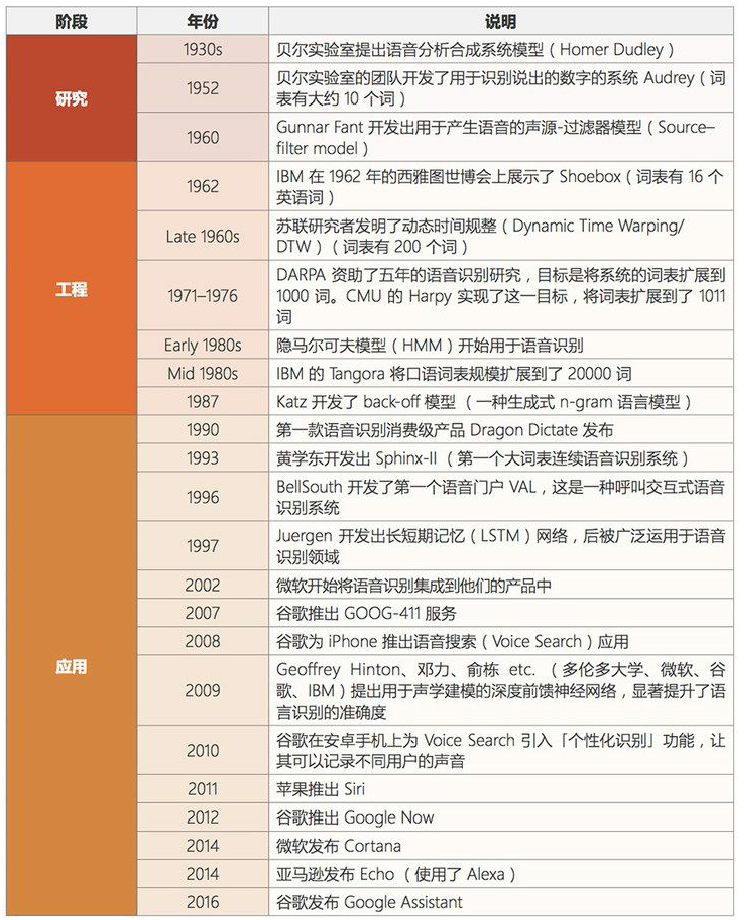 阶段 年份 说明
研究
1930s 贝尔实验室提出语音分析合成系统模型（Homer Dudley）
1952 贝尔实验室的团队开发了用于识别说出的数字的系统 Audrey（词
表有大约 10 个词）
1960 Gunnar Fant 开发出用于产生语音的声源-过滤器模型（Source–
filter model）
工程
1962 IBM 在 1962 年的西雅图世博会上展示了 Shoebox（词表有 16 个
英语词）
Late 1960s 苏联研究者发明了动态时间规整（Dynamic Time Warping/
DTW）（词表有 200 个词）
1971–1976 DARPA 资助了五年的语音识别研究，目标是将系统的词表扩展到
1000 词。CMU 的 Harpy 实现了这一目标，将词表扩展到了 1011
词
Early 1980s 隐马尔可夫模型（HMM）开始用于语音识别
Mid 1980s IBM 的 Tangora 将口语词表规模扩展到了 20000 词
1987 Katz 开发了 back-off 模型 （一种生成式 n-gram 语言模型）
应用
1990 第一款语音识别消费级产品 Dragon Dictate 发布
1993 黄学东开发出 Sphinx-II （第一个大词表连续语音识别系统）
1996 BellSouth 开发了第一个语音门户 VAL，这是一种呼叫交互式语音
识别系统
1997 Juergen 开发出长短期记忆（LSTM）网络，后被广泛运用于语音
识别领域
2002 微软开始将语音识别集成到他们的产品中
2007 谷歌推出 GOOG-411 服务
2008 谷歌为 iPhone 推出语音搜索（Voice Search）应用
2009 Geoffrey Hinton、邓力、俞栋 etc. （多伦多大学、微软、谷
歌、IBM）提出用于声学建模的深度前馈神经网络，显著提升了语
言识别的准确度
2010 谷歌在安卓手机上为 Voice Search 引入「个性化识别」功能，让
其可以记录不同用户的声音
2011 苹果推出 Siri
2012 谷歌推出 Google Now
2014 微软发布 Cortana
2014 亚马逊发布 Echo （使用了 Alexa）
2016 谷歌发布 Google Assistant